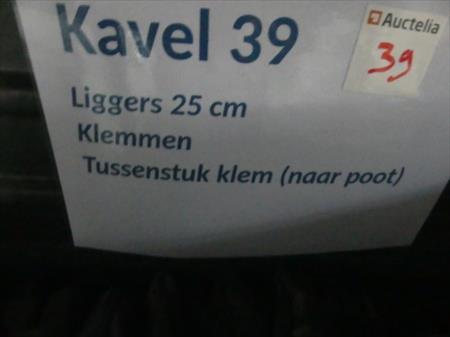 Kavel 39
Auctelia
39
Liggers 25 cm
Klemmen
Tussenstuk klem (naar poot)